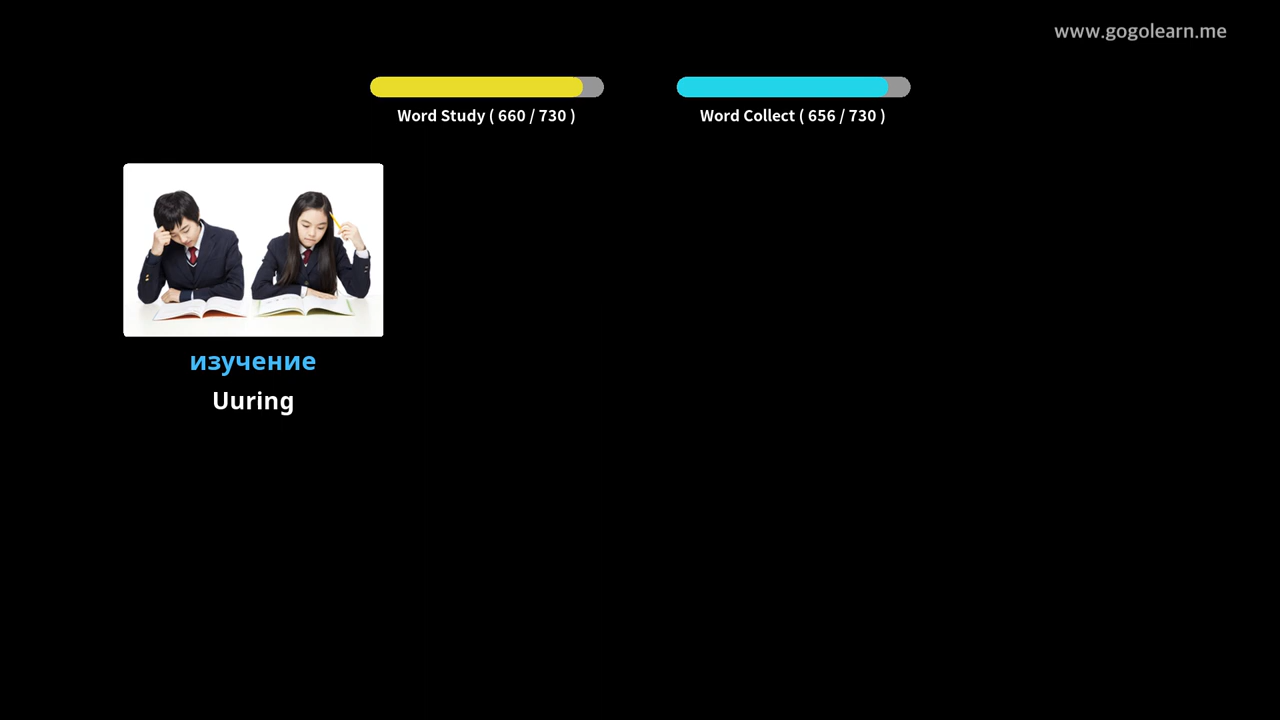 www.gogolearn.me
Word Study ( 660 / 730 )
Word Collect ( 656 / 730 )
изучение
Uuring